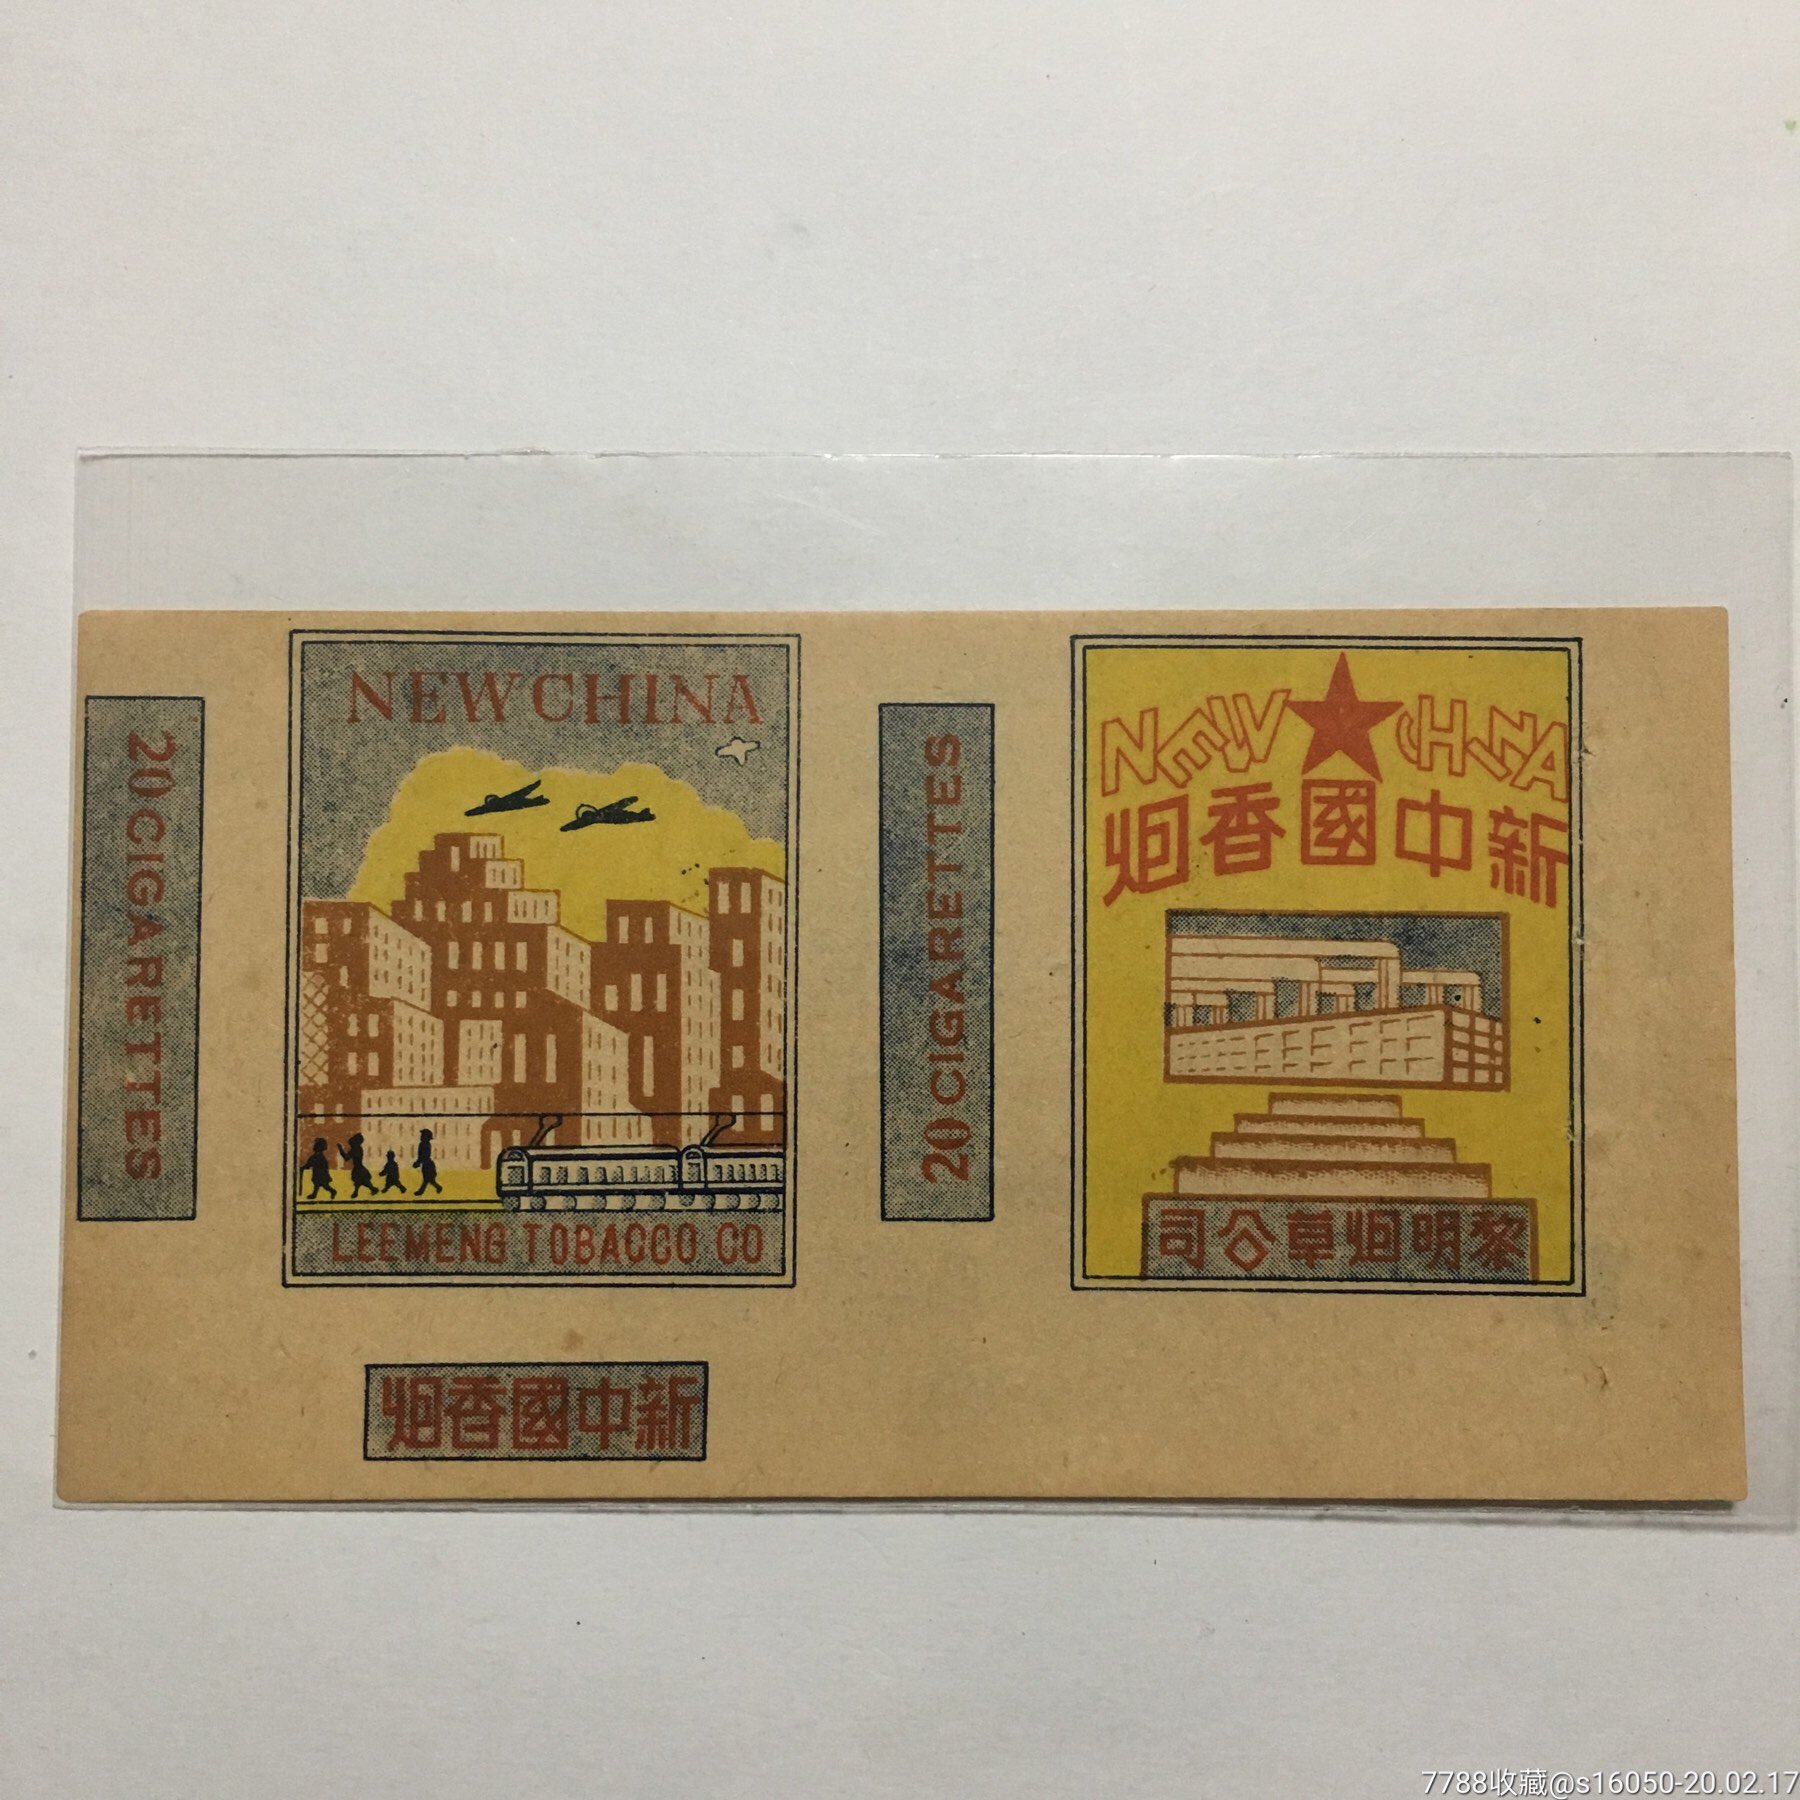 20 CIGARETTES
NEW CHINA
LEEMENG TOBACCO CO
新中國香烟
20 CIGARETTES
NEW CHINA
新中國香烟
黎明烟草公司
7788收藏@s16050-20.02.17